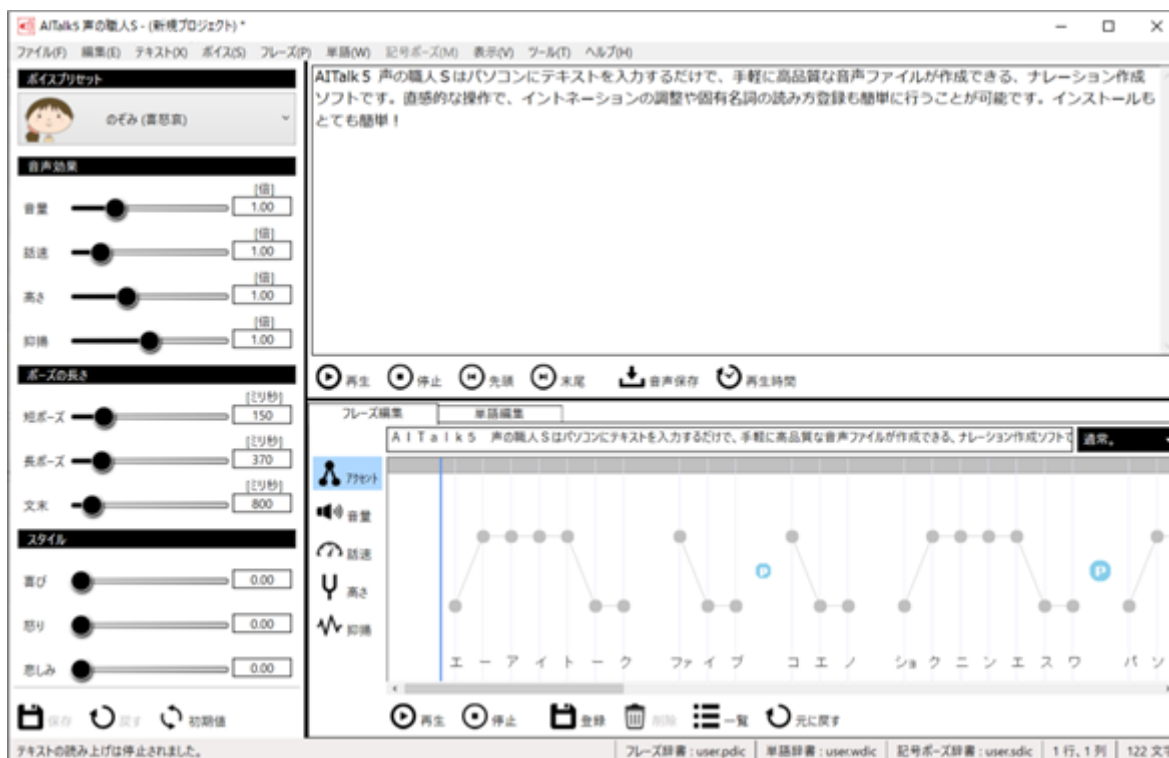 AITalk5 声の職人S - (新規プロジェクト) *
ファイル(F) 編集(E) テキスト(X) ボイス(S) フレーズ(P) 単語(W) 記号ポーズ(M) 表示(V) ツール(T) ヘルプ(H)
ボイスプリセット
のぞみ (喜怒哀)
音声効果
[倍]
音量 1.00
[倍]
話速 1.00
[倍]
高さ 1.00
[倍]
抑揚 1.00
ポーズの長さ
[ミリ秒]
短ポーズ 150
[ミリ秒]
長ポーズ 370
[ミリ秒]
文末 800
スタイル
喜び 0.00
怒り 0.00
悲しみ 0.00
保存 戻す 初期値
AITalk５ 声の職人Ｓはパソコンにテキストを入力するだけで、手軽に高品質な音声ファイルが作成できる、ナレーション作成
ソフトです。直感的な操作で、イントネーションの調整や固有名詞の読み方登録も簡単に行うことが可能です。インストールも
とても簡単！
再生 停止 先頭 末尾 音声保存 再生時間
フレーズ編集 単語編集
ＡＩＴａｌｋ５ 声の職人Ｓはパソコンにテキストを入力するだけで、手軽に高品質な音声ファイルが作成できる、ナレーション作成ソフトで 通常。
アクセント
音量
話速
高さ
抑揚
P P
エ ー ア イ ト ー ク ファ イ ブ コ エ ノ ショ ク ニ ン エ ス ワ パ ソ
再生 停止 登録 削除 一覧 元に戻す
テキストの読み上げは停止されました。 フレーズ辞書 : user.pdic 単語辞書 : user.wdic 記号ポーズ辞書 : user.sdic 1 行、1 列 122 文字